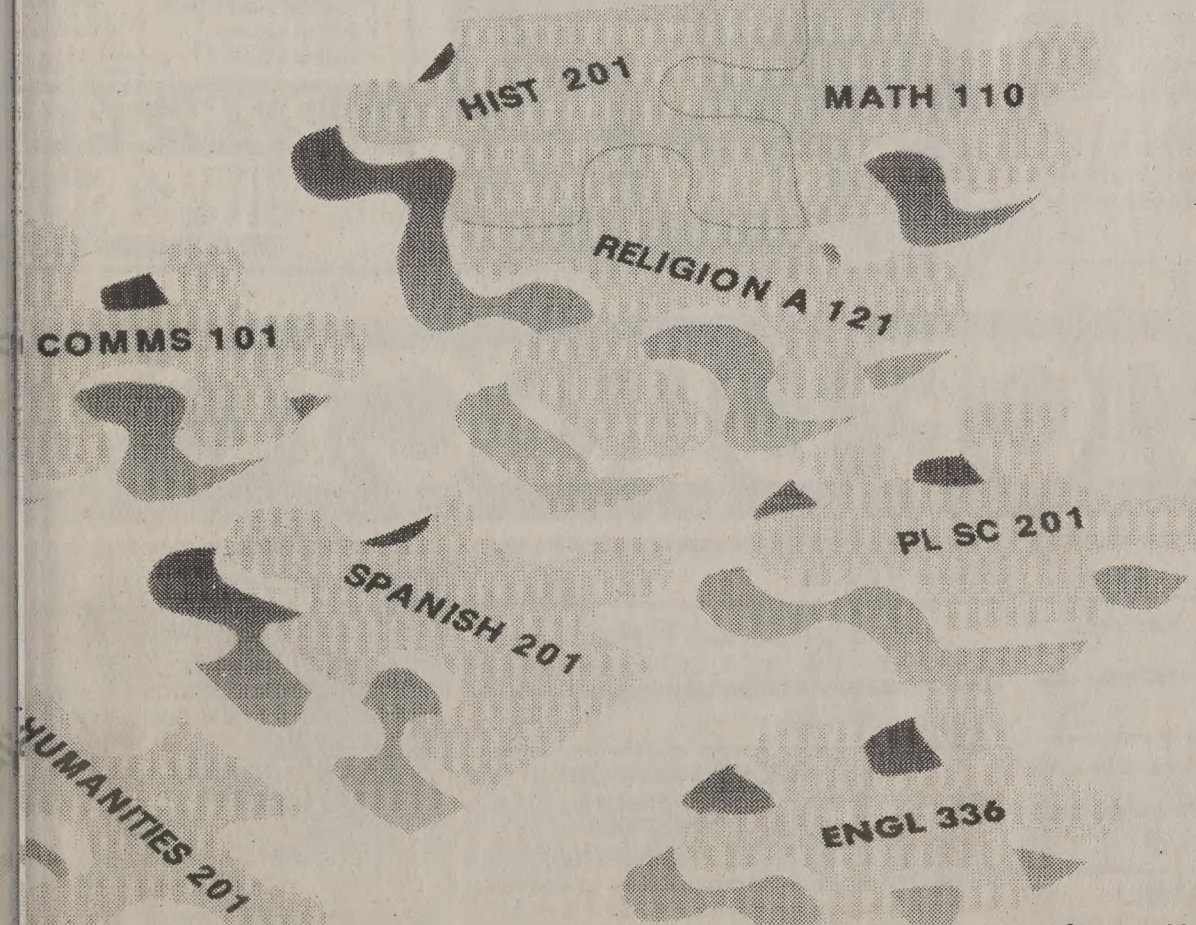 HIST 201
MATH 110
RELIGION A 121
COMMS 101
PL SC 201
SPANISH 201
HUMANITIES 201
ENGL 336